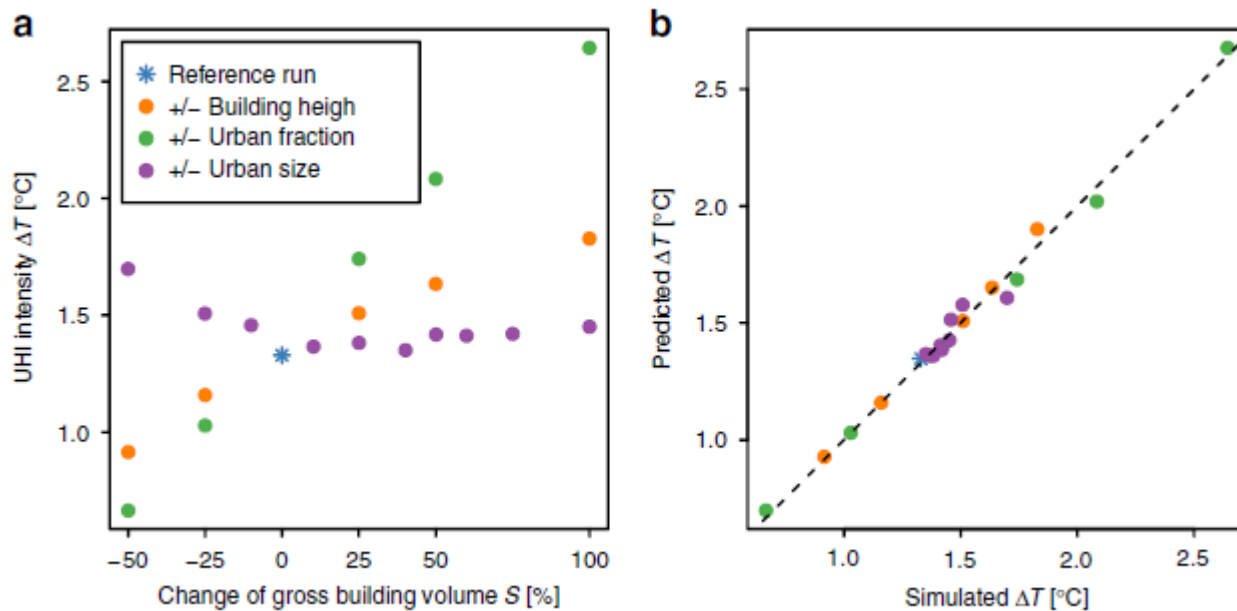 a
UHI intensity ΔT [°C]
2.5
2.0
1.5
1.0
Reference run
+/− Building heigh
+/− Urban fraction
+/− Urban size
−50
−25
0
25
50
100
Change of gross building volume S [%]
b
Predicted ΔT [°C]
2.5
2.0
1.5
1.0
1.0
1.5
2.0
2.5
Simulated ΔT [°C]